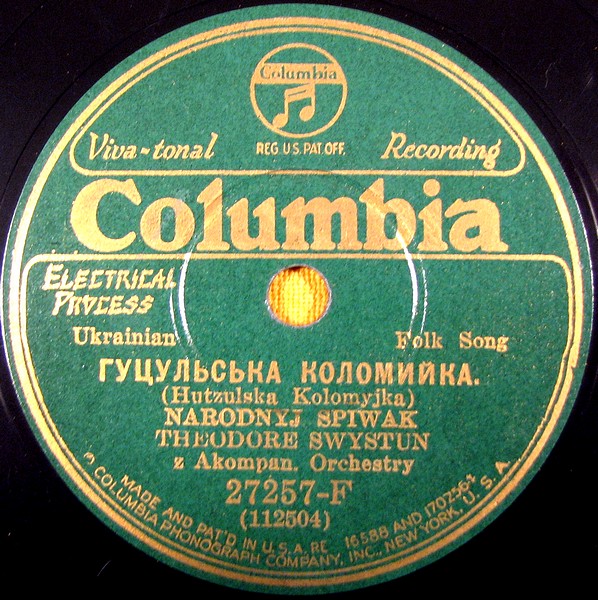 Columbia
REG. U.S. PAT. OFF.
Viva-tonal Recording
Columbia
ELECTRICAL
PROCESS
Ukrainian Folk Song
ГУЦУЛЬСЬКА КОЛОМИЙКА.
(Hutzulska Kolomyjka)
NARODNYJ SPIWAK
THEODORE SWYSTUN
z Akompan. Orchestry
27257-F
(112504)
MADE AND PAT'D IN U.S.A. RE 16588 AND 1702564
COLUMBIA PHONOGRAPH COMPANY, INC., NEW YORK, U. S. A.